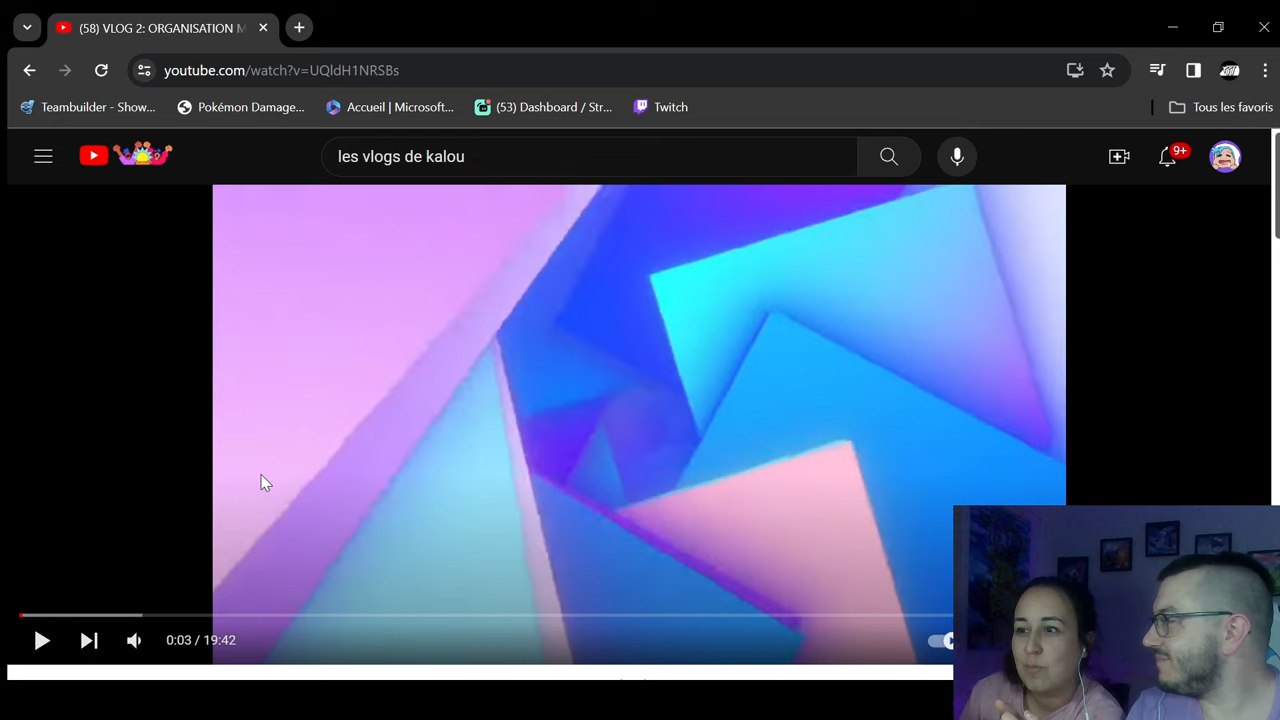 (58) VLOG 2: ORGANISATION M
youtube.com/watch?v=UQldH1NRSBs
Teambuilder - Show...
Pokémon Damage...
Accueil | Microsoft...
(53) Dashboard / Str...
Twitch
Tous les favoris
les vlogs de kalou
9+
0:03 / 19:42